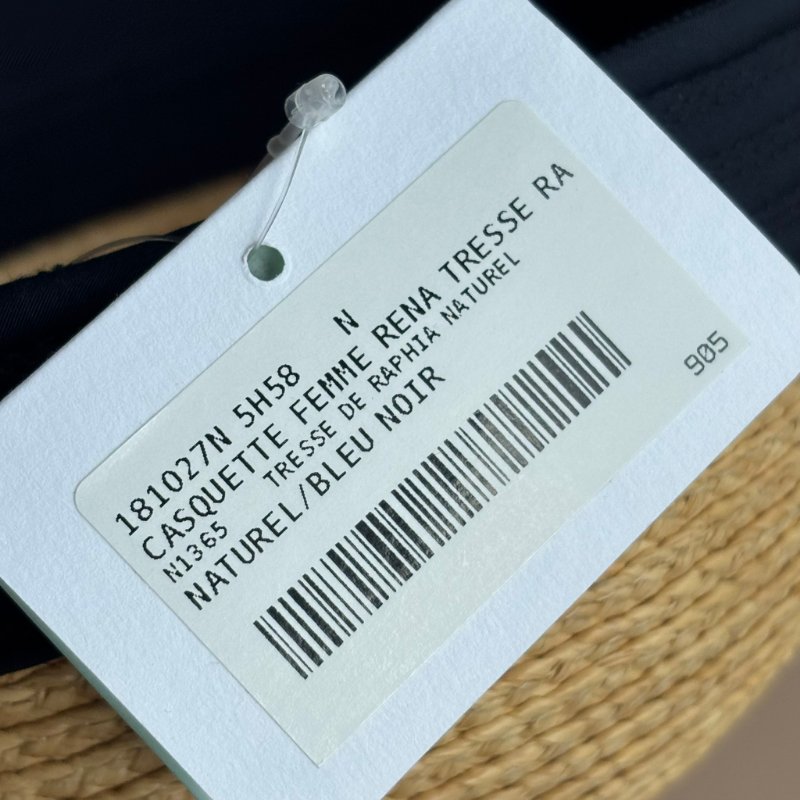 181027N 5H58 N
CASQUETTE FEMME RENA TRESSE RA
N1365 TRESSE DE RAPHIA NATUREL
NATUREL/BLEU NOIR
905